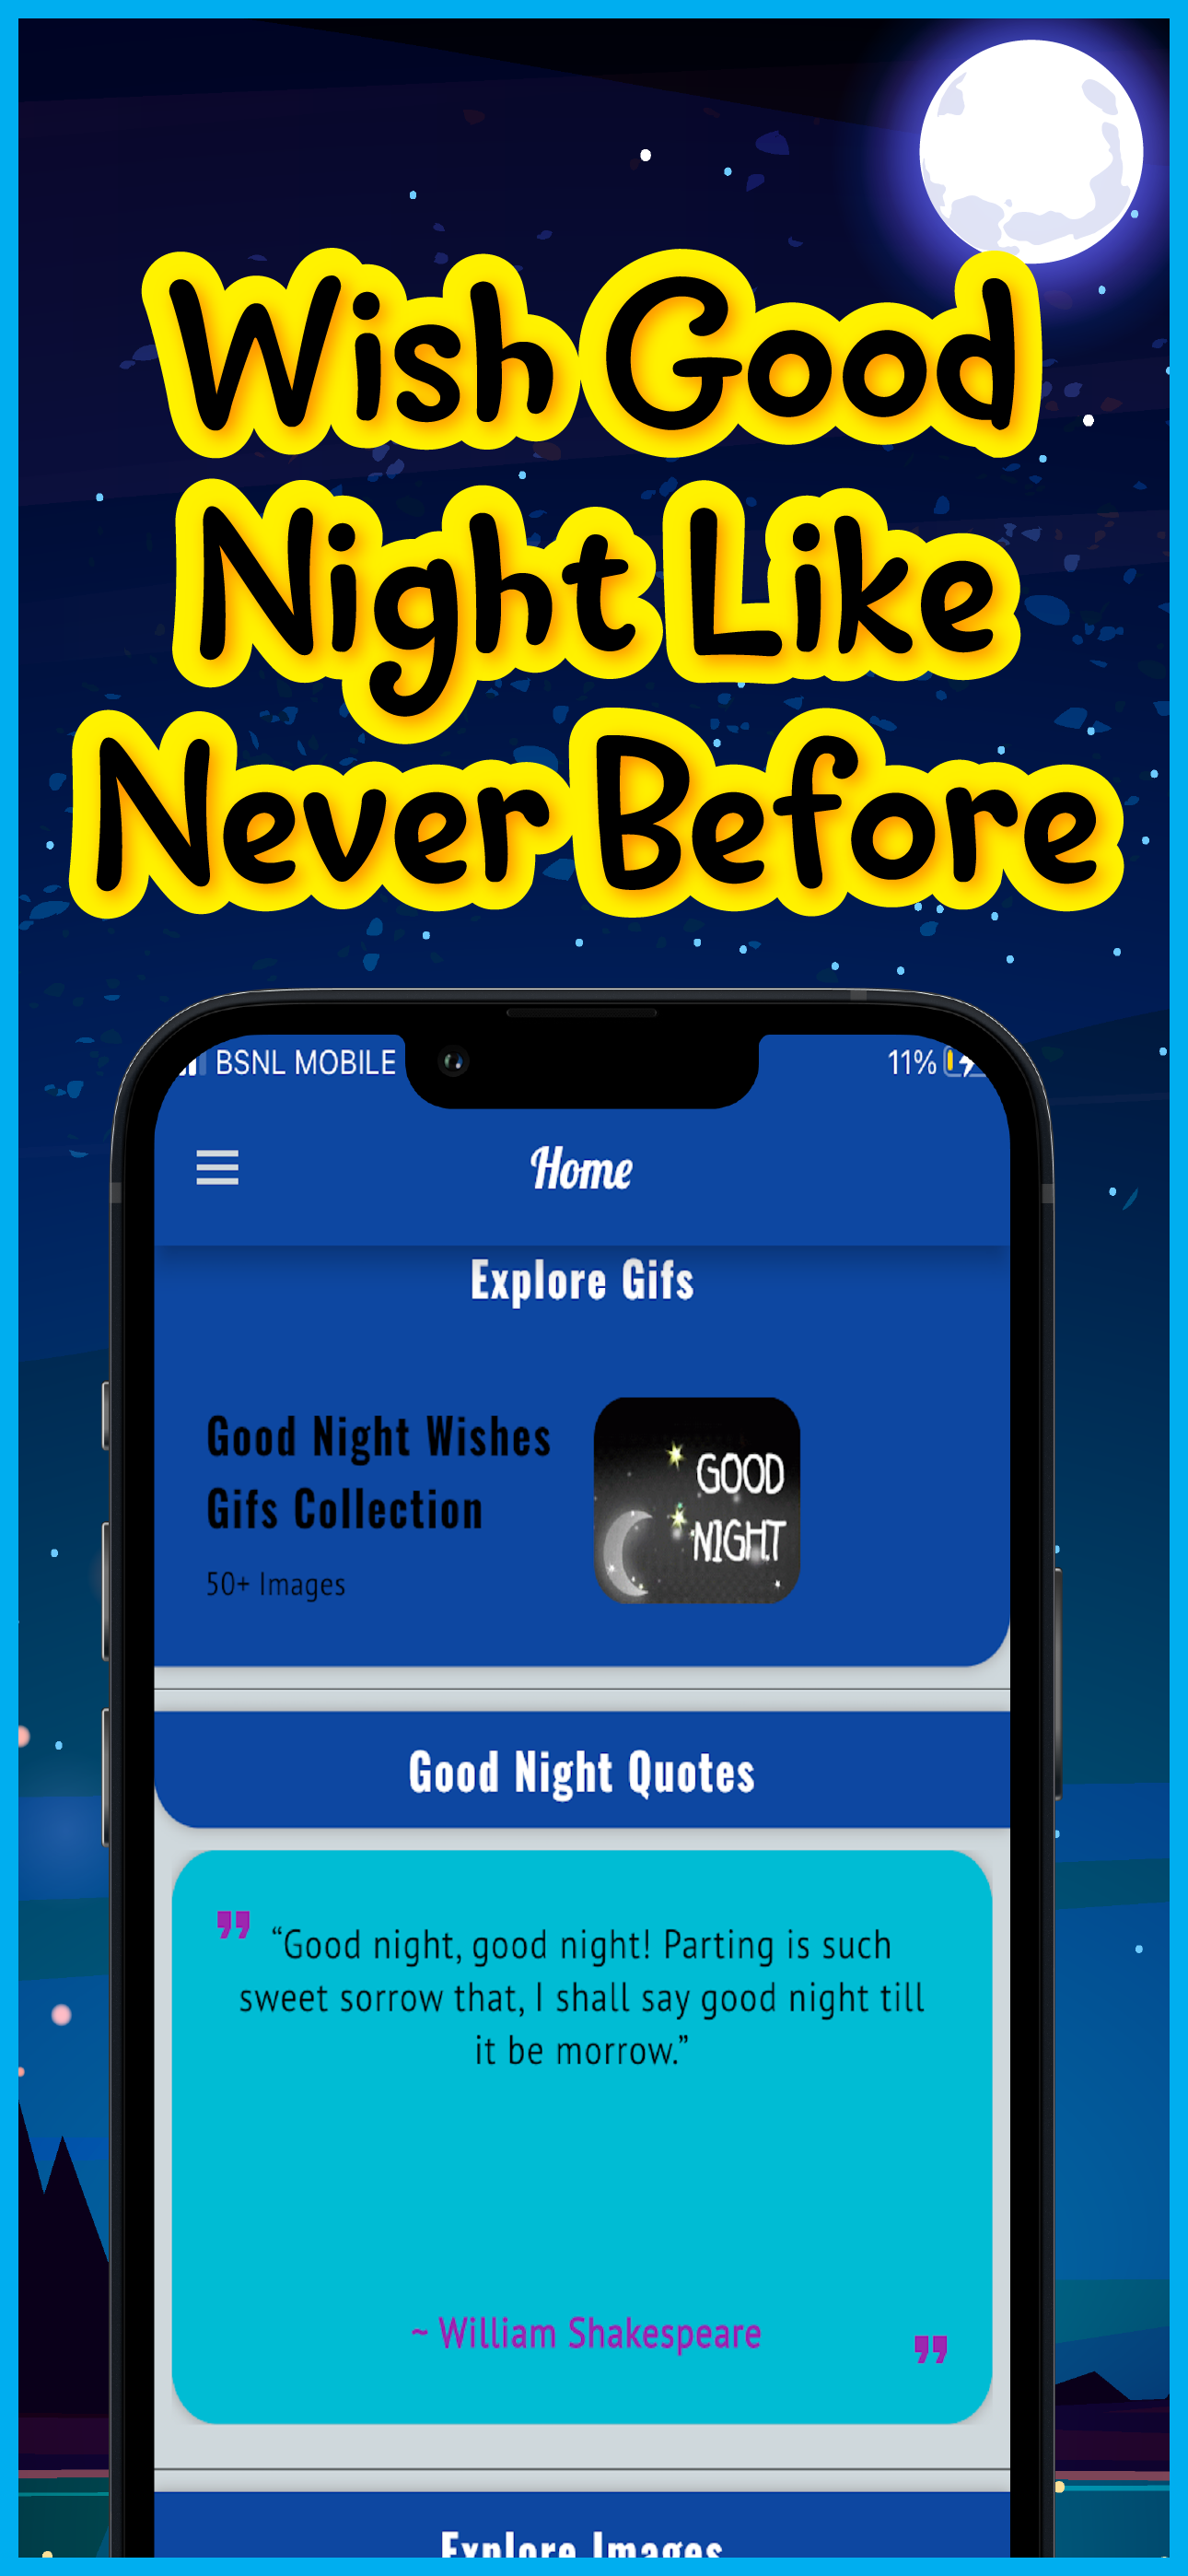 Wish Good
Night Like
Never Before
BSNL MOBILE
11%
Home
Explore Gifs
Good Night Wishes
Gifs Collection
50+ Images
GOOD
NIGHT
Good Night Quotes
“Good night, good night! Parting is such
sweet sorrow that, I shall say good night till
it be morrow.”
~ William Shakespeare
Explore Images